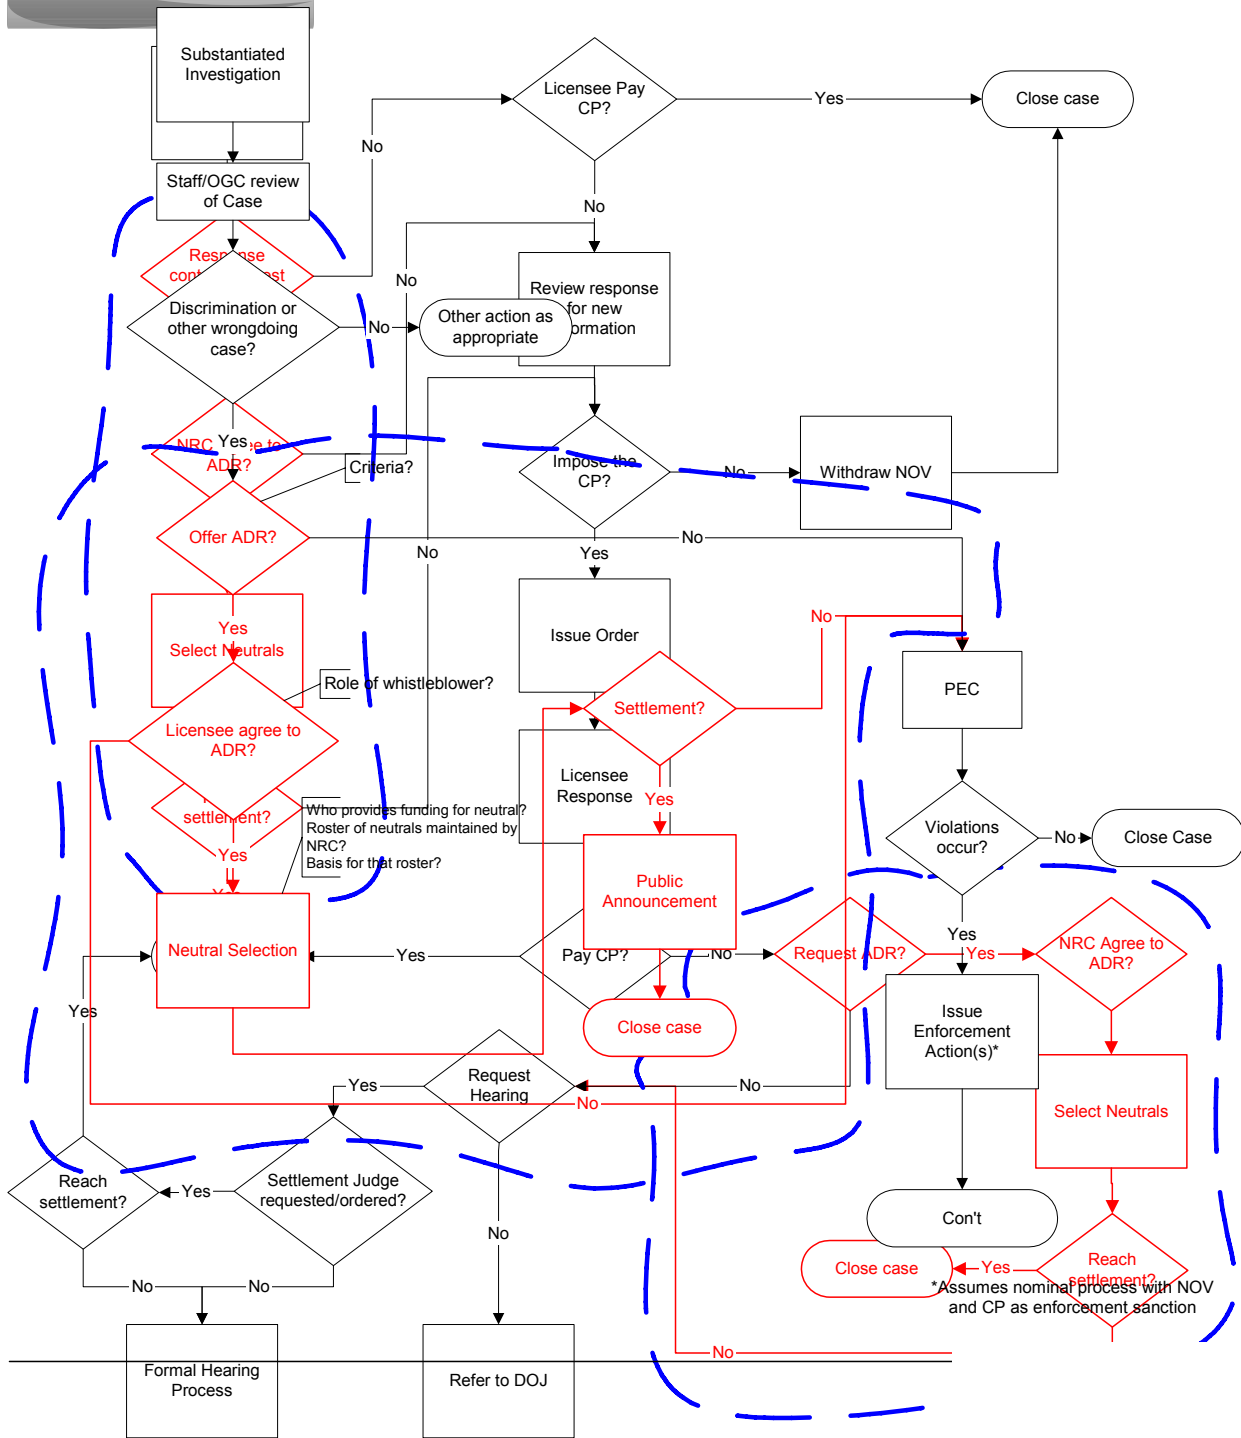 Substantiated
Investigation
Licensee Pay
CP?
Yes
Close case
No
Staff/OGC review
of Case
No
Response
Discrimination or
other wrongdoing
case?
No
No
Other action as
appropriate
Review response
for new
Yes
NRC
ADR?
Criteria?
Impose the
CP?
No
Withdraw NOV
Offer ADR?
No
No
Yes
Yes
Select Neutrals
Issue Order
No
Role of whistleblower?
Settlement?
PEC
Licensee agree to
ADR?
Licensee
Response
Yes
settlement?
Who provides funding for neutral?
Roster of neutrals maintained by
NRC?
Basis for that roster?
Violations
occur?
No
Close Case
Yes
Yes
Public
Announcement
Neutral Selection
Yes
Pay CP?
No
Request ADR?
Yes
Yes
NRC Agree to
ADR?
Yes
Close case
Issue
Enforcement
Action(s)*
Yes
Request
Hearing
No
No
Select Neutrals
Reach
settlement?
Yes
Settlement Judge
requested/ordered?
No
Con't
Close case
Yes
Reach
settlement?
No
No
*Assumes nominal process with NOV
and CP as enforcement sanction
No
Formal Hearing
Process
Refer to DOJ